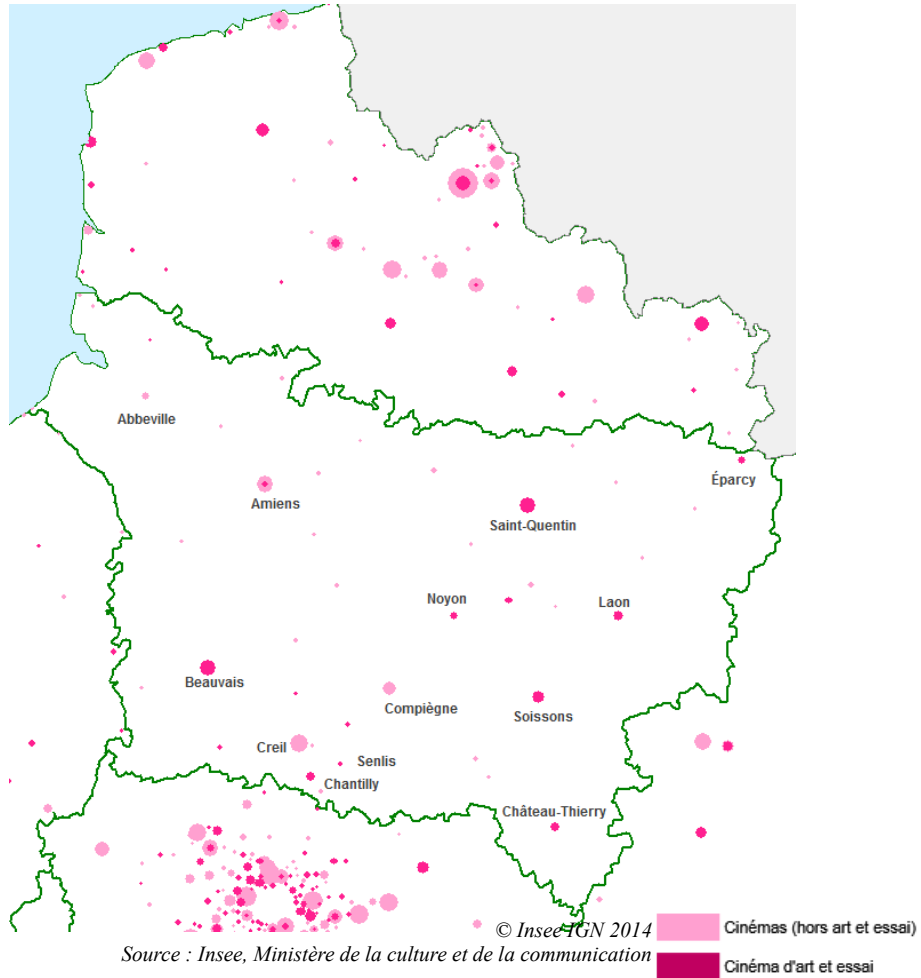 Abbeville
Éparcy
Amiens
Saint-Quentin
Noyon
Laon
Beauvais
Compiègne
Soissons
Creil
Senlis
Chantilly
Château-Thierry
© Insee IGN 2014
Cinémas (hors art et essai)
Source : Insee, Ministère de la culture et de la communication
Cinéma d'art et essai